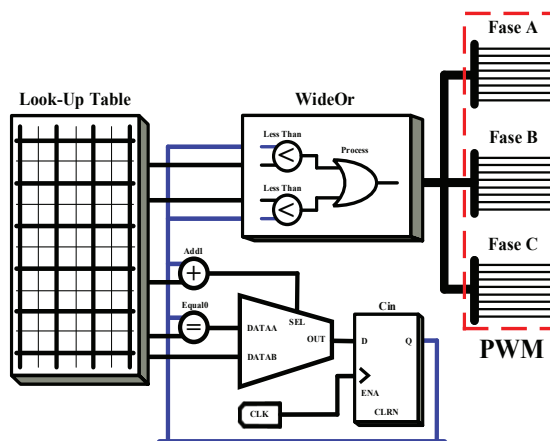 Fase A
Look-Up Table
WideOr
Less Than
Process
<
Less Than
<
Fase B
Add1
+
Fase C
Equal0
=
SEL
Cin
DATAA
OUT
D
Q
DATAB
ENA
CLK
CLRN
PWM